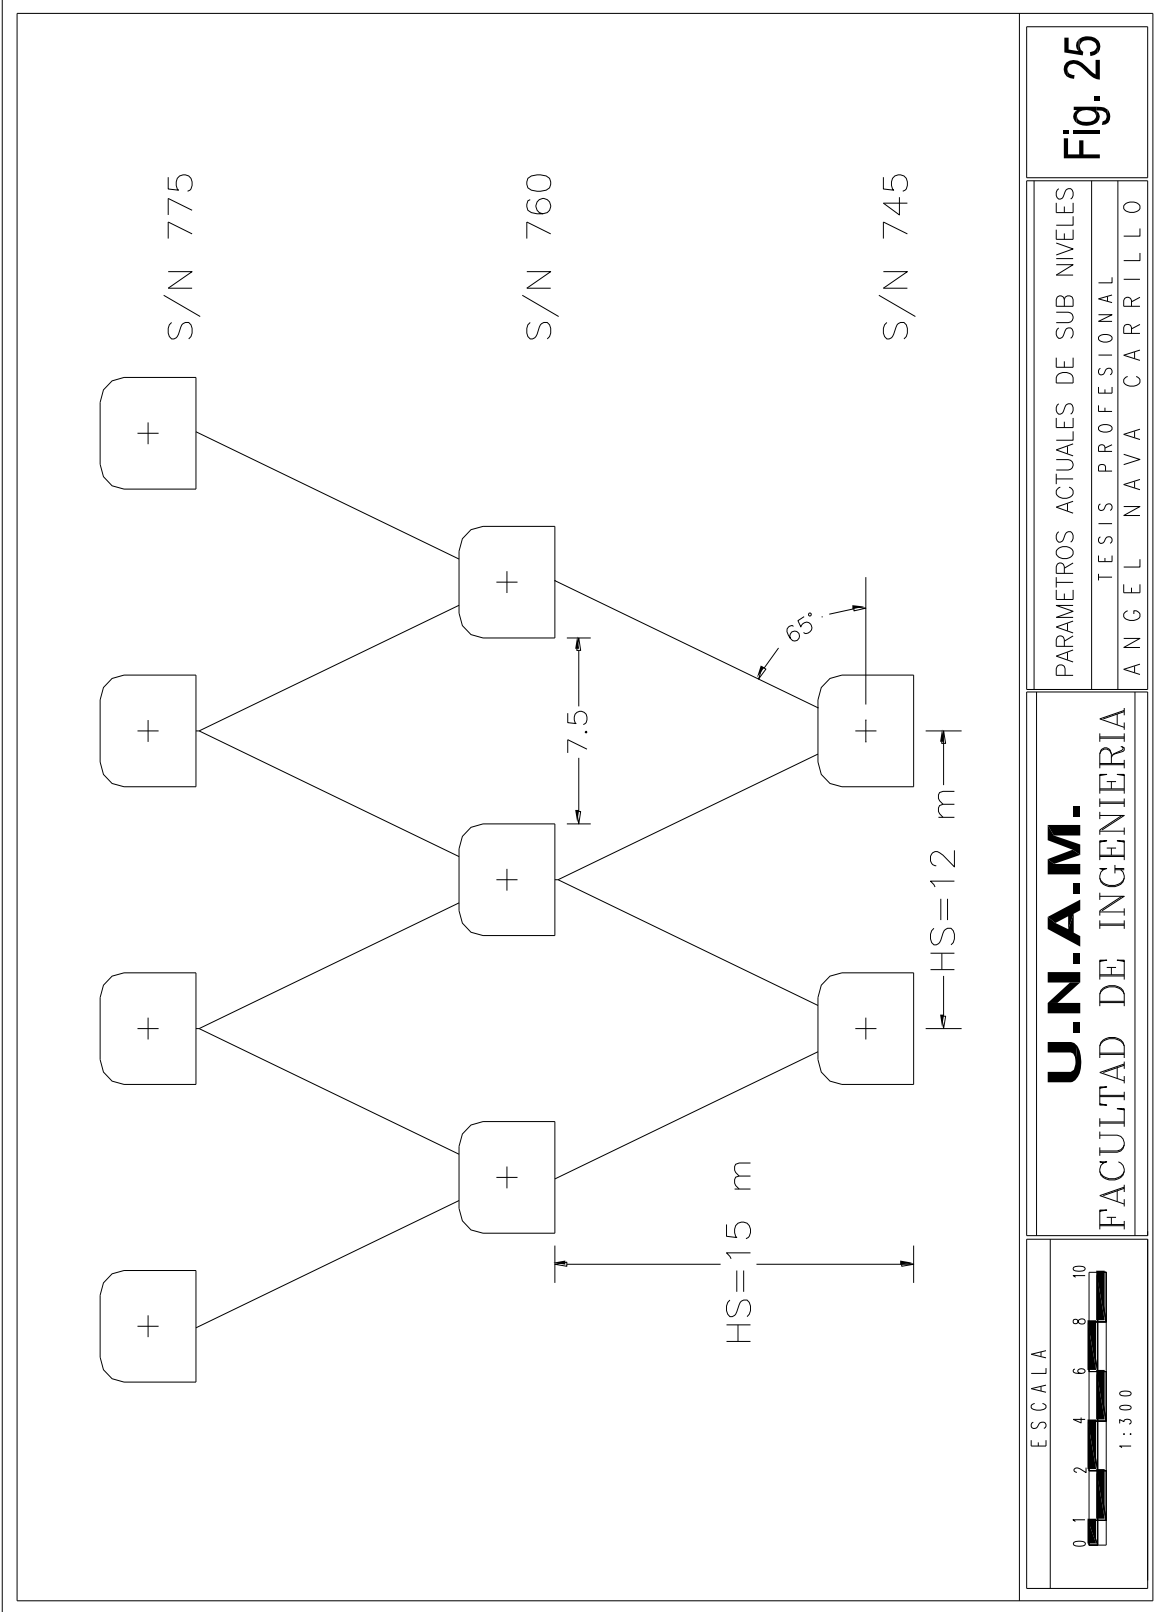 S/N 775
S/N 760
S/N 745
65°
7.5
HS=12 m
HS=15 m
ESCALA
0 1 2 4 6 8 10
1:300
U.N.A.M.
FACULTAD DE INGENIERIA
PARAMETROS ACTUALES DE SUB NIVELES
TESIS PROFESIONAL
ANGEL NAVA CARRILLO
Fig. 25